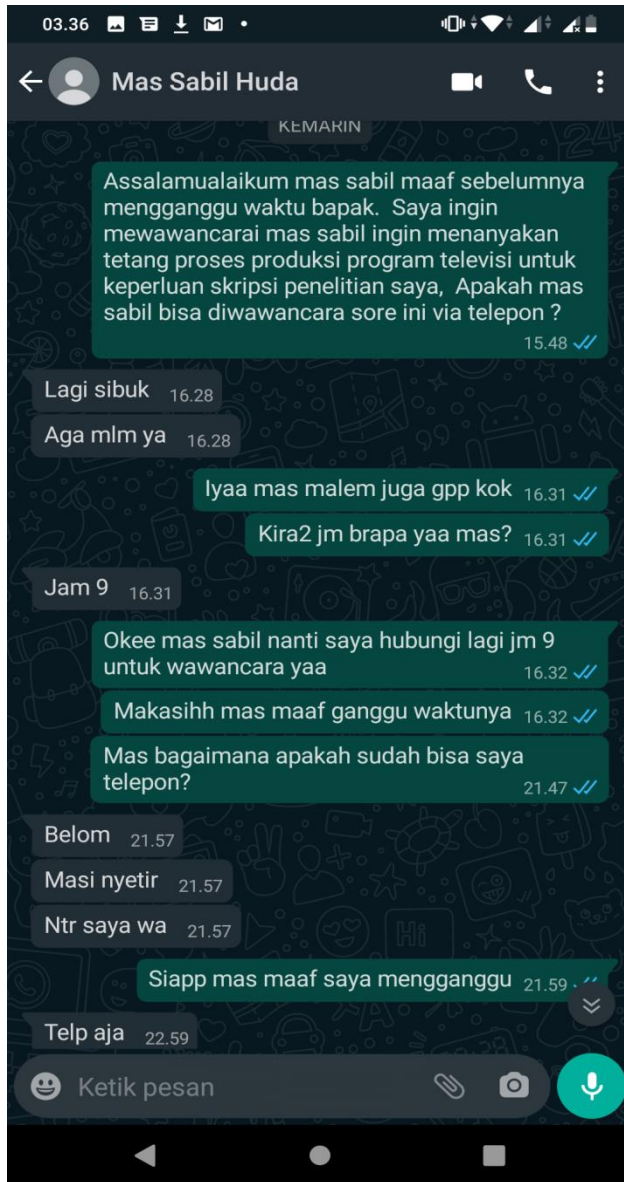 03.36
Mas Sabil Huda
KEMARIN
Assalamualaikum mas sabil maaf sebelumnya
mengganggu waktu bapak. Saya ingin
mewawancarai mas sabil ingin menanyakan
tetang proses produksi program televisi untuk
keperluan skripsi penelitian saya, Apakah mas
sabil bisa diwawancara sore ini via telepon ?
15.48
Lagi sibuk 16.28
Aga mlm ya 16.28
Iyaa mas malem juga gpp kok 16.31
Kira2 jm brapa yaa mas? 16.31
Jam 9 16.31
Okee mas sabil nanti saya hubungi lagi jm 9
untuk wawancara yaa 16.32
Makasihh mas maaf ganggu waktunya 16.32
Mas bagaimana apakah sudah bisa saya
telepon? 21.47
Belom 21.57
Masi nyetir 21.57
Ntr saya wa 21.57
Siapp mas maaf saya mengganggu 21.59
Telp aja 22.59
Ketik pesan